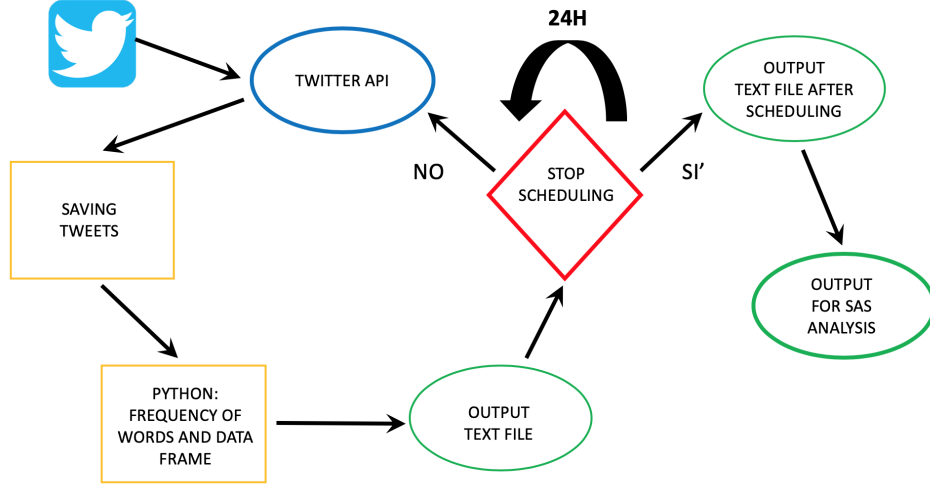 24H
TWITTER API
OUTPUT
TEXT FILE AFTER
SCHEDULING
NO
STOP
SCHEDULING
SI’
SAVING
TWEETS
OUTPUT
FOR SAS
ANALYSIS
PYTHON:
FREQUENCY OF
WORDS AND DATA
FRAME
OUTPUT
TEXT FILE